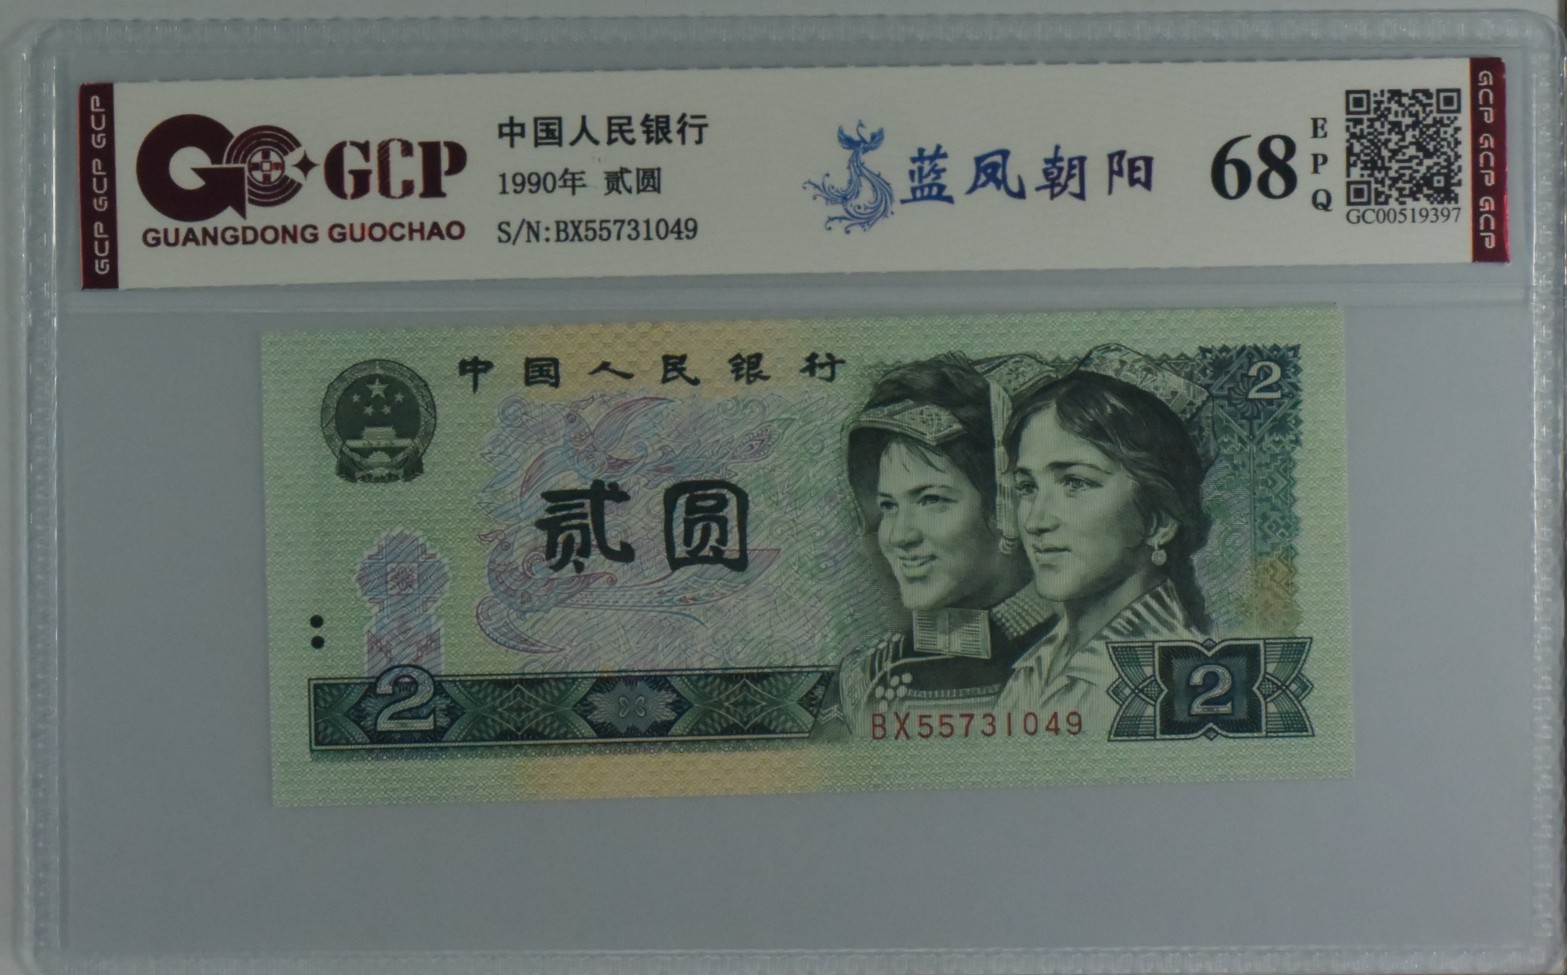 GCP GCP GCP
GCP
GUANGDONG GUOCHAO
中国人民银行
1990年 贰圆
S/N:BX55731049
蓝凤朝阳
68
EPQ
GC00519397
GCP GCP GCP
中国人民银行
2
贰圆
2
2
BX55731049